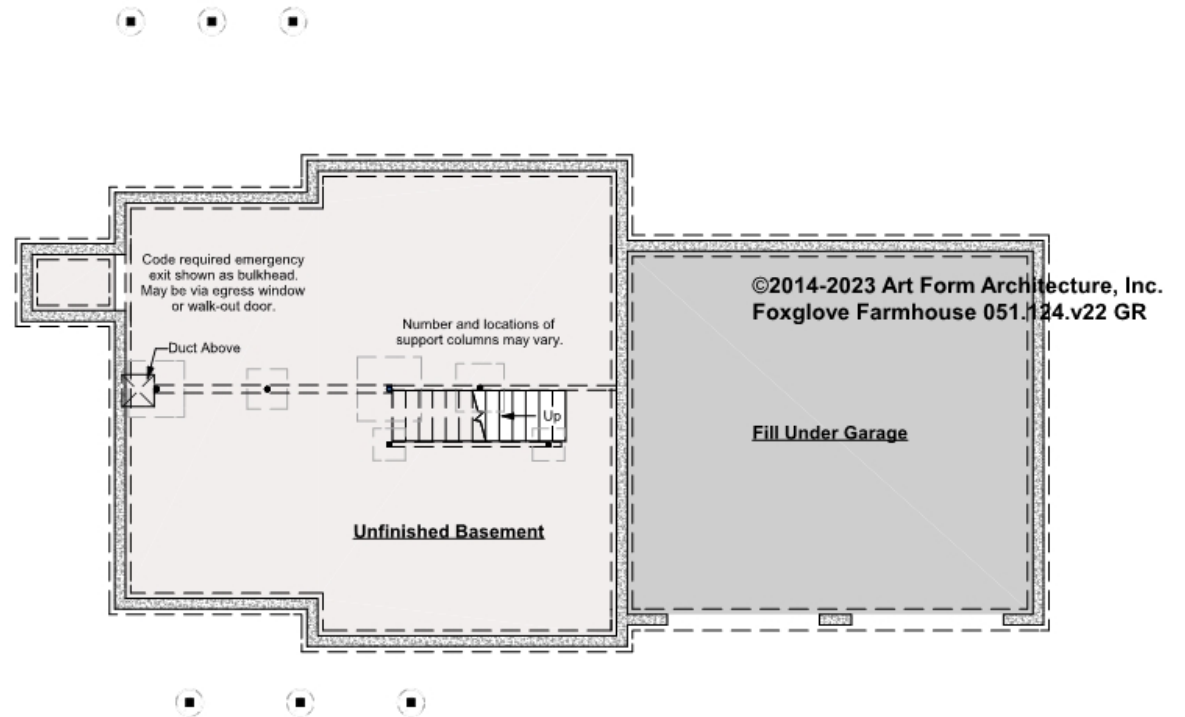 Code required emergency
exit shown as bulkhead.
May be via egress window
or walk-out door.
©2014-2023 Art Form Architecture, Inc.
Foxglove Farmhouse 051.124.v22 GR
Number and locations of
support columns may vary.
Duct Above
Up
Fill Under Garage
Unfinished Basement